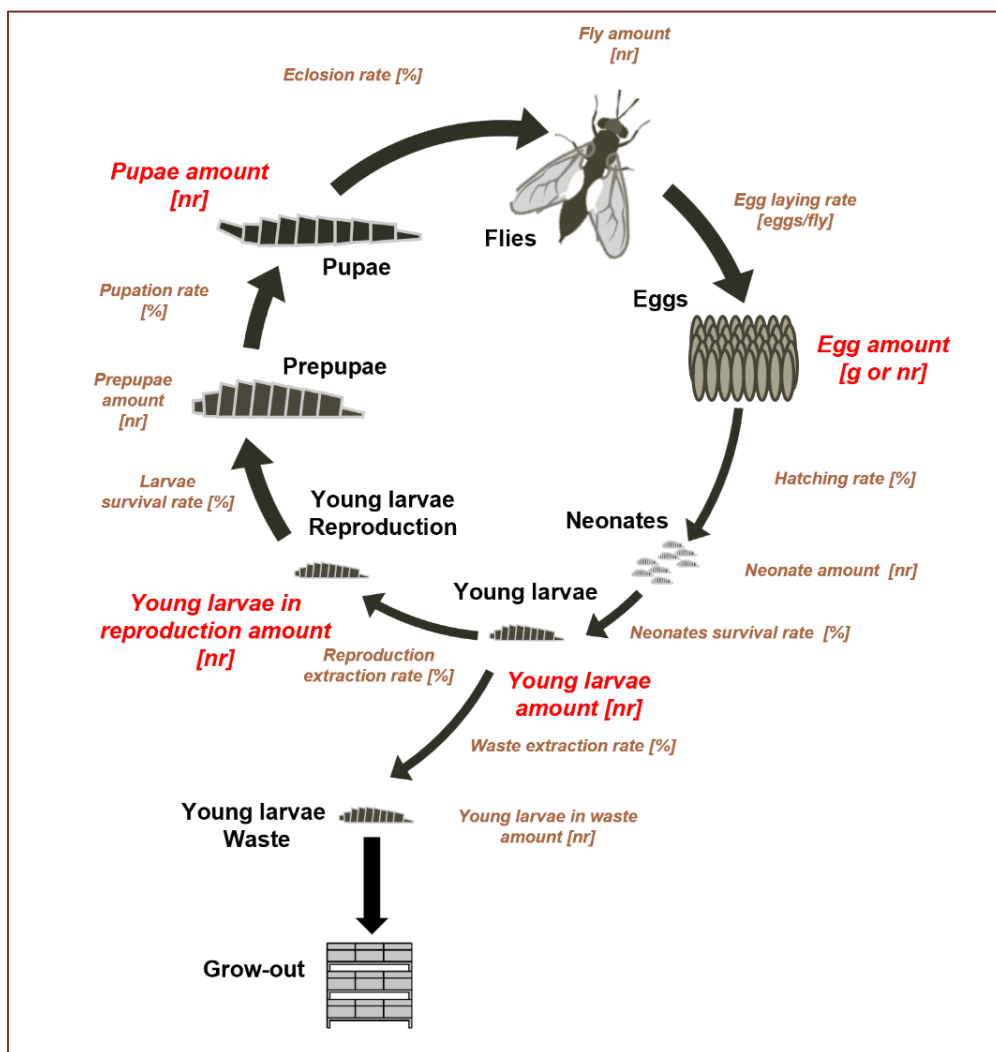 Fly amount
[nr]
Eclosion rate [%]
Pupae amount
[nr]
Egg laying rate
[eggs/fly]
Flies
Pupae
Pupation rate
[%]
Eggs
Egg amount
[g or nr]
Prepupae
Prepupae
amount
[nr]
Larvae
survival rate [%]
Hatching rate [%]
Young larvae
Reproduction
Neonates
Neonate amount [nr]
Young larvae
Young larvae in
reproduction amount
[nr]
Neonates survival rate [%]
Reproduction
extraction rate [%]
Young larvae
amount [nr]
Waste extraction rate [%]
Young larvae
Waste
Young larvae in waste
amount [nr]
Grow-out